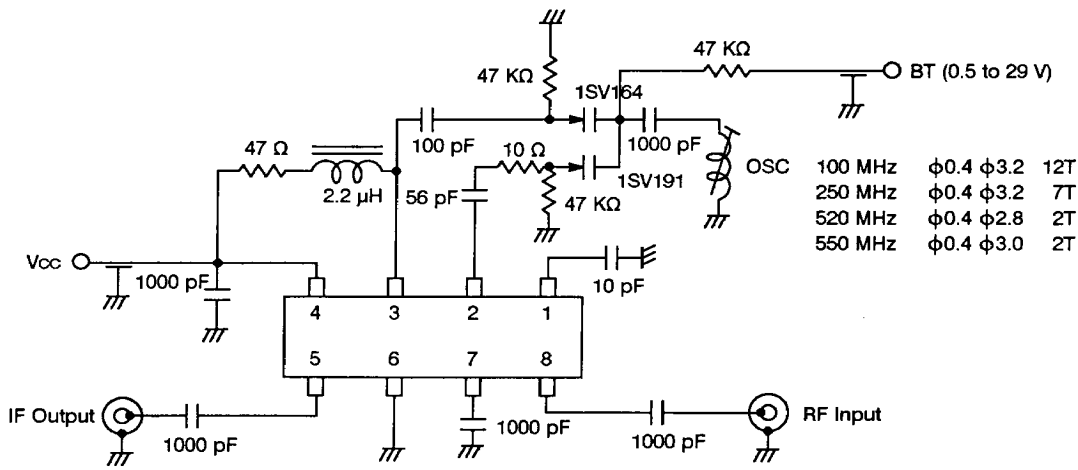 47 KΩ
47 KΩ
BT (0.5 to 29 V)
1SV164
100 pF
1000 pF
47 Ω
10 Ω
OSC
2.2 μH
1SV191
56 pF
47 KΩ
100 MHz ϕ0.4 ϕ3.2 12T
250 MHz ϕ0.4 ϕ3.2 7T
520 MHz ϕ0.4 ϕ2.8 2T
550 MHz ϕ0.4 ϕ3.0 2T
Vcc
1000 pF
10 pF
4 3 2 1
5 6 7 8
IF Output
1000 pF
1000 pF
1000 pF
RF Input